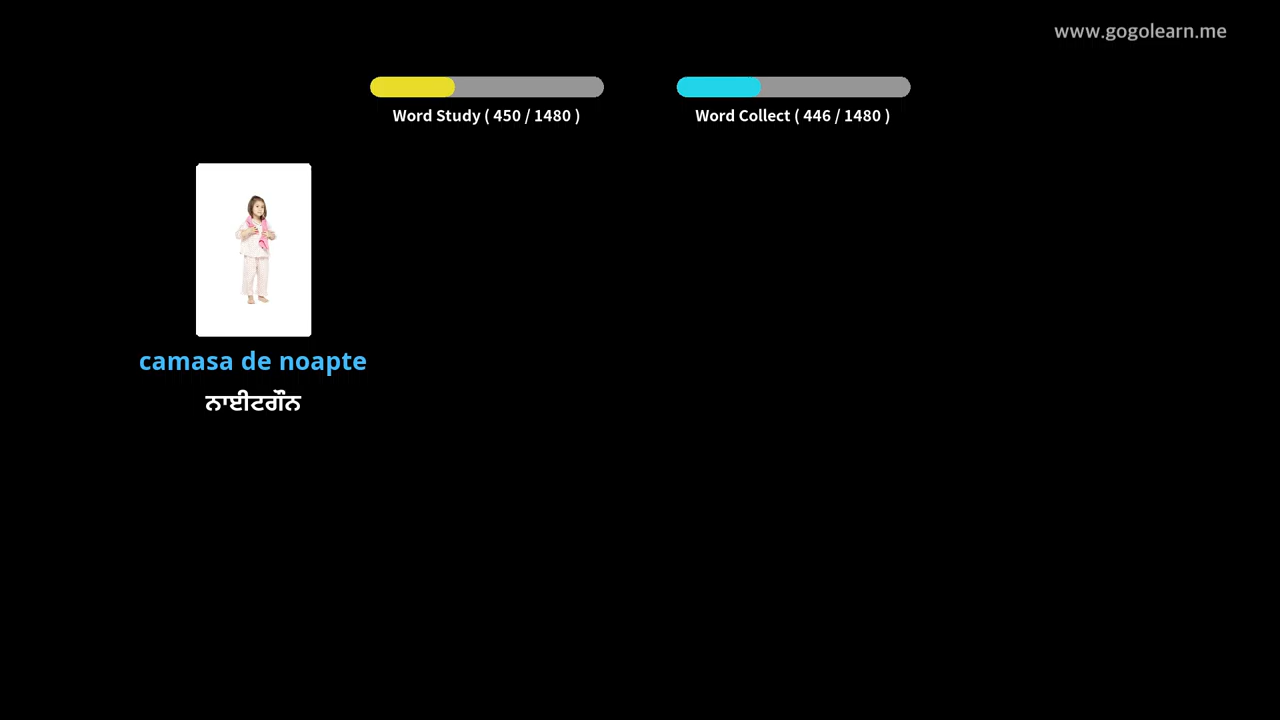 www.gogolearn.me
Word Study ( 450 / 1480 )
Word Collect ( 446 / 1480 )
camasa de noapte
ਨਾਈਟਗੌਨ